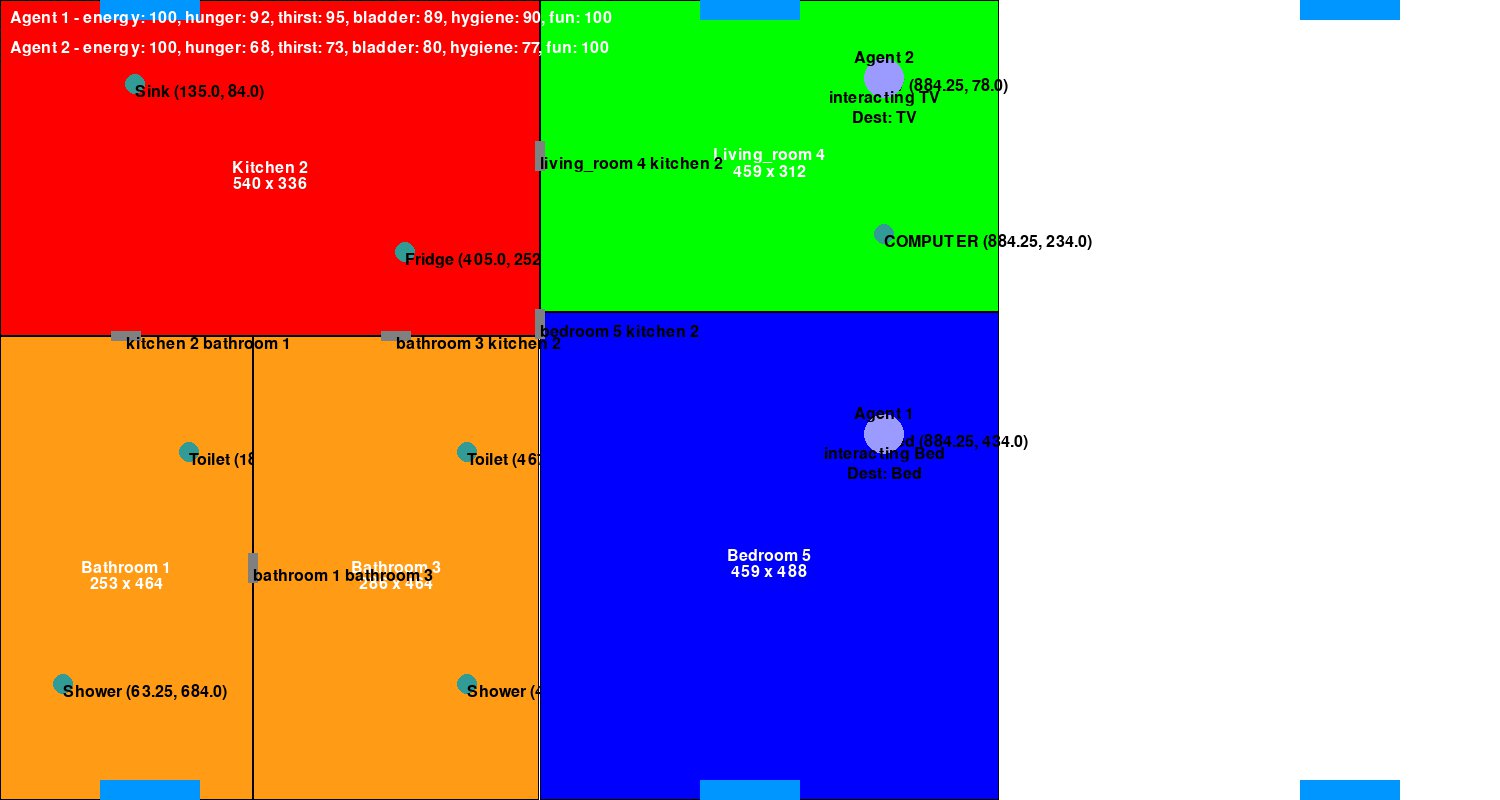 Agent 1 - energy: 100, hunger: 92, thirst: 95, bladder: 89, hygiene: 90, fun: 100
Agent 2 - energy: 100, hunger: 68, thirst: 73, bladder: 80, hygiene: 77, fun: 100
Agent 2
Sink (135.0, 84.0)
(884.25, 78.0)
interacting TV
Dest: TV
Kitchen 2
540 x 336
living_room 4 kitchen 2
Living_room 4
459 x 312
COMPUTER (884.25, 234.0)
Fridge (405.0, 252
bedroom 5 kitchen 2
kitchen 2 bathroom 1
bathroom 3 kitchen 2
Agent 1
(884.25, 434.0)
interacting Bed
Dest: Bed
Toilet (18
Toilet (467
Bedroom 5
459 x 488
Bathroom 1
253 x 464
Bathroom 3
286 x 464
bathroom 1 bathroom 3
Shower (63.25, 684.0)
Shower (4